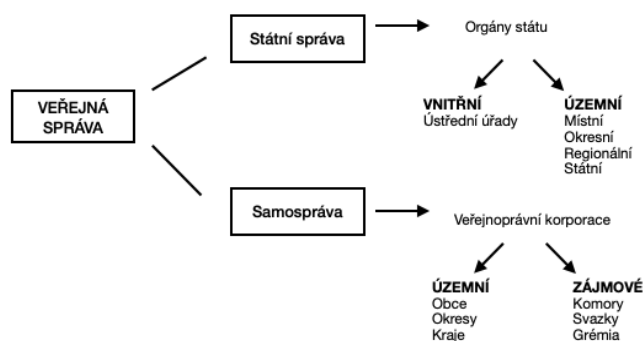 Státní správa
Orgány státu
VEŘEJNÁ
SPRÁVA
VNITŘNÍ
Ústřední úřady
ÚZEMNÍ
Místní
Okresní
Regionální
Státní
Samospráva
Veřejnoprávní korporace
ÚZEMNÍ
Obce
Okresy
Kraje
ZÁJMOVÉ
Komory
Svazky
Grémia